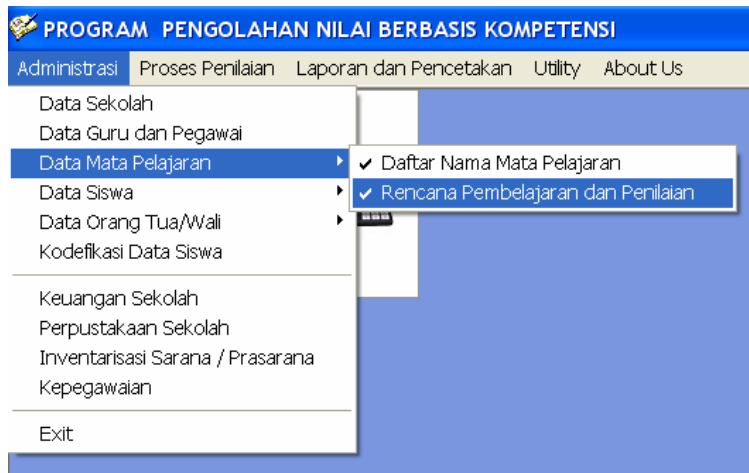 PROGRAM PENGOLAHAN NILAI BERBASIS KOMPETENSI
Administrasi Proses Penilaian Laporan dan Pencetakan Utility About Us
Data Sekolah
Data Guru dan Pegawai
Data Mata Pelajaran
Data Siswa
Data Orang Tua/Wali
Kodefikasi Data Siswa
Keuangan Sekolah
Perpustakaan Sekolah
Inventarisasi Sarana / Prasarana
Kepegawaian
Exit
Daftar Nama Mata Pelajaran
Rencana Pembelajaran dan Penilaian